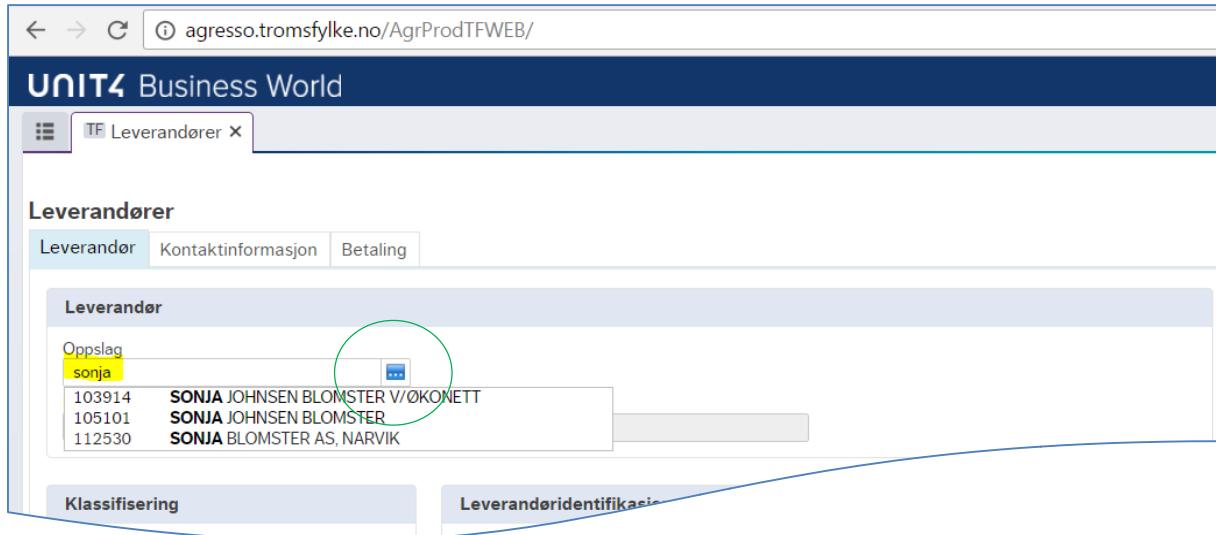 agresso.tromsfylke.no/AgrProdTFWEB/
UNIT4 Business World
TF Leverandører ×
Leverandører
Leverandør Kontaktinformasjon Betaling
Leverandør
Oppslag
sonja ...
103914 SONJA JOHNSEN BLOMSTER V/ØKONETT
105101 SONJA JOHNSEN BLOMSTER
112530 SONJA BLOMSTER AS, NARVIK
Klassifisering Leverandøridentifikasjon